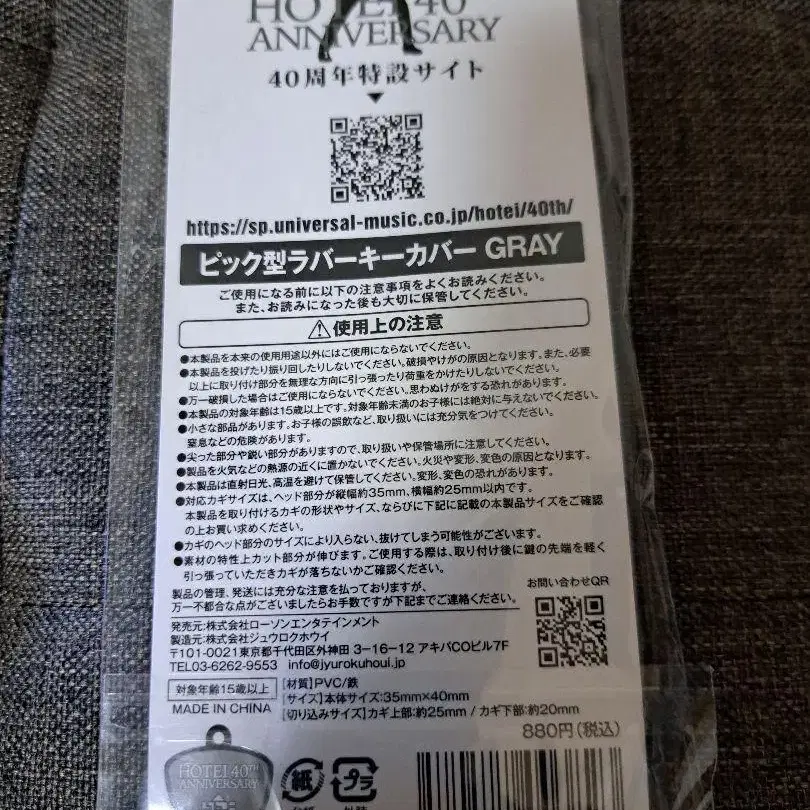 HOTEI 40th
ANNIVERSARY
40周年特設サイト
https://sp.universal-music.co.jp/hotei/40th/
ピック型ラバーキーカバー GRAY
ご使用になる前に以下の注意事項をよくお読みください。
また、お読みになった後も大切に保管してください。
⚠使用上の注意
●本製品を本来の使用用途以外にはご使用にならないでください。
●本製品を投げたり振り回したりしないでください。破損やけがの原因となります。また、必要
以上に取り付け部分を無理な方向に引っ張ったり荷重をかけたりしないでください。
●万一破損した場合はご使用にならないでください。思わぬけがをする恐れがあります。
●本製品の対象年齢は15歳以上です。対象年齢未満のお子様には絶対に与えないでください。
●小さな部品があります。お子様の誤飲など、取り扱いには充分気をつけてください。
窒息などの危険があります。
●尖った部分や鋭い部分がありますので、取り扱いや保管場所に注意してください。
●製品を火気などの熱源の近くに置かないでください。火災や変形、変色の原因となります。
●本製品は直射日光、高温を避けて保管してください。変形、変色の恐れがあります。
●対応カギサイズは、ヘッド部分が縦幅約35mm、横幅約25mm以内です。
本製品を取り付けるカギの形状やサイズ、ならびに下記に記載の本製品サイズをご確認
の上お買い求めください。
●カギのヘッド部分のサイズにより入らない、抜けてしまう可能性がございます。
●素材の特性上カット部分が伸びます。ご使用する際は、取り付け後に鍵の先端を軽く
引っ張っていただきカギが落ちないかご確認ください。
製品の管理、発送には充分な注意を払っておりますが、
万一不都合な点がございましたらお手数ですが下記までご連絡ください。
お問い合わせQR
発売元:株式会社ローソンエンタテインメント
製造元:株式会社ジュウロクホウイ
〒101-0021東京都千代田区外神田 3-16-12 アキバCOビル7F
TEL03-6262-9553 info@jyurokuhoui.jp
対象年齢15歳以上
MADE IN CHINA
[材質]PVC/鉄
[サイズ]本体サイズ:35mm×40mm
[切り込みサイズ]カギ上部:約25mm / カギ下部:約20mm
880円(税込)
HOTEI 40TH
ANNIVERSARY
紙
プラ